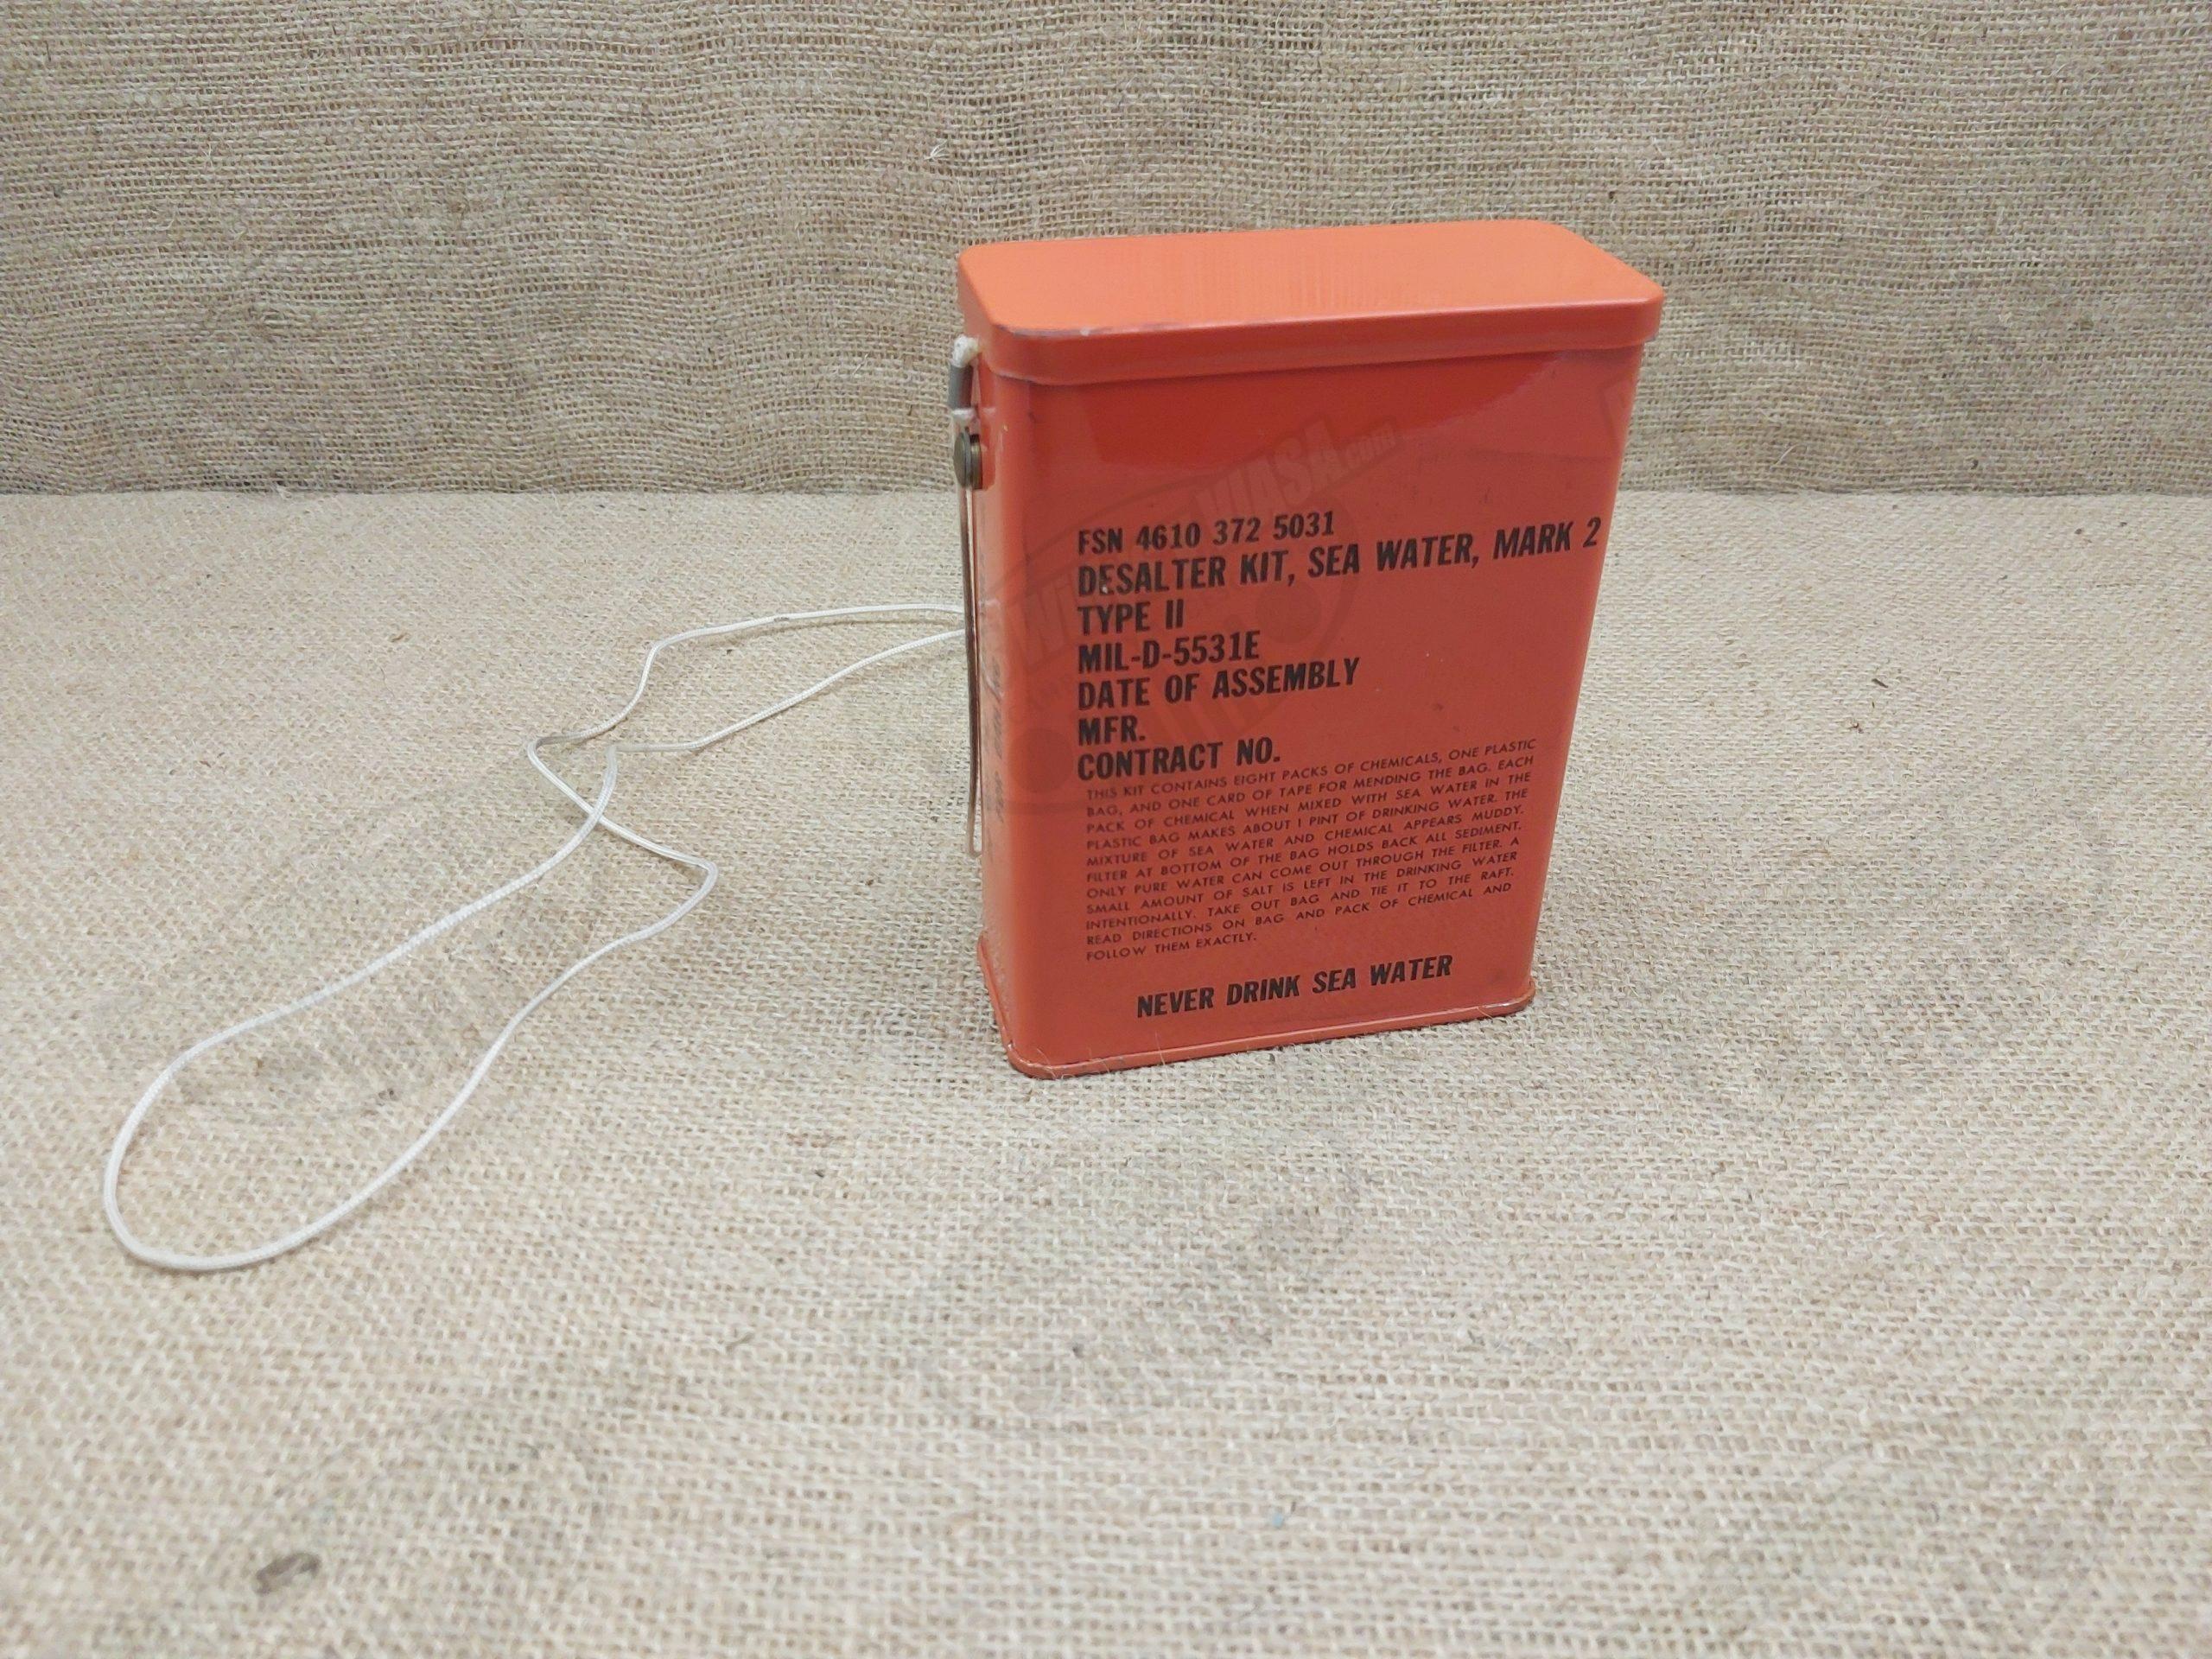 FSN 4610 372 5031
DESALTER KIT, SEA WATER, MARK 2
TYPE II
MIL-D-5531E
DATE OF ASSEMBLY
MFR.
CONTRACT NO.
THIS KIT CONTAINS EIGHT PACKS OF CHEMICALS, ONE PLASTIC
BAG, AND ONE CARD OF TAPE FOR MENDING THE BAG. EACH
PACK OF CHEMICAL WHEN MIXED WITH SEA WATER IN THE
PLASTIC BAG MAKES ABOUT 1 PINT OF DRINKING WATER. THE
MIXTURE OF SEA WATER AND CHEMICAL APPEARS MUDDY.
FILTER AT BOTTOM OF THE BAG HOLDS BACK ALL SEDIMENT.
ONLY PURE WATER CAN COME OUT THROUGH THE FILTER. A
SMALL AMOUNT OF SALT IS LEFT IN THE DRINKING WATER
INTENTIONALLY. TAKE OUT BAG AND TIE IT TO THE RAFT.
READ DIRECTIONS ON BAG AND PACK OF CHEMICAL AND
FOLLOW THEM EXACTLY.
NEVER DRINK SEA WATER